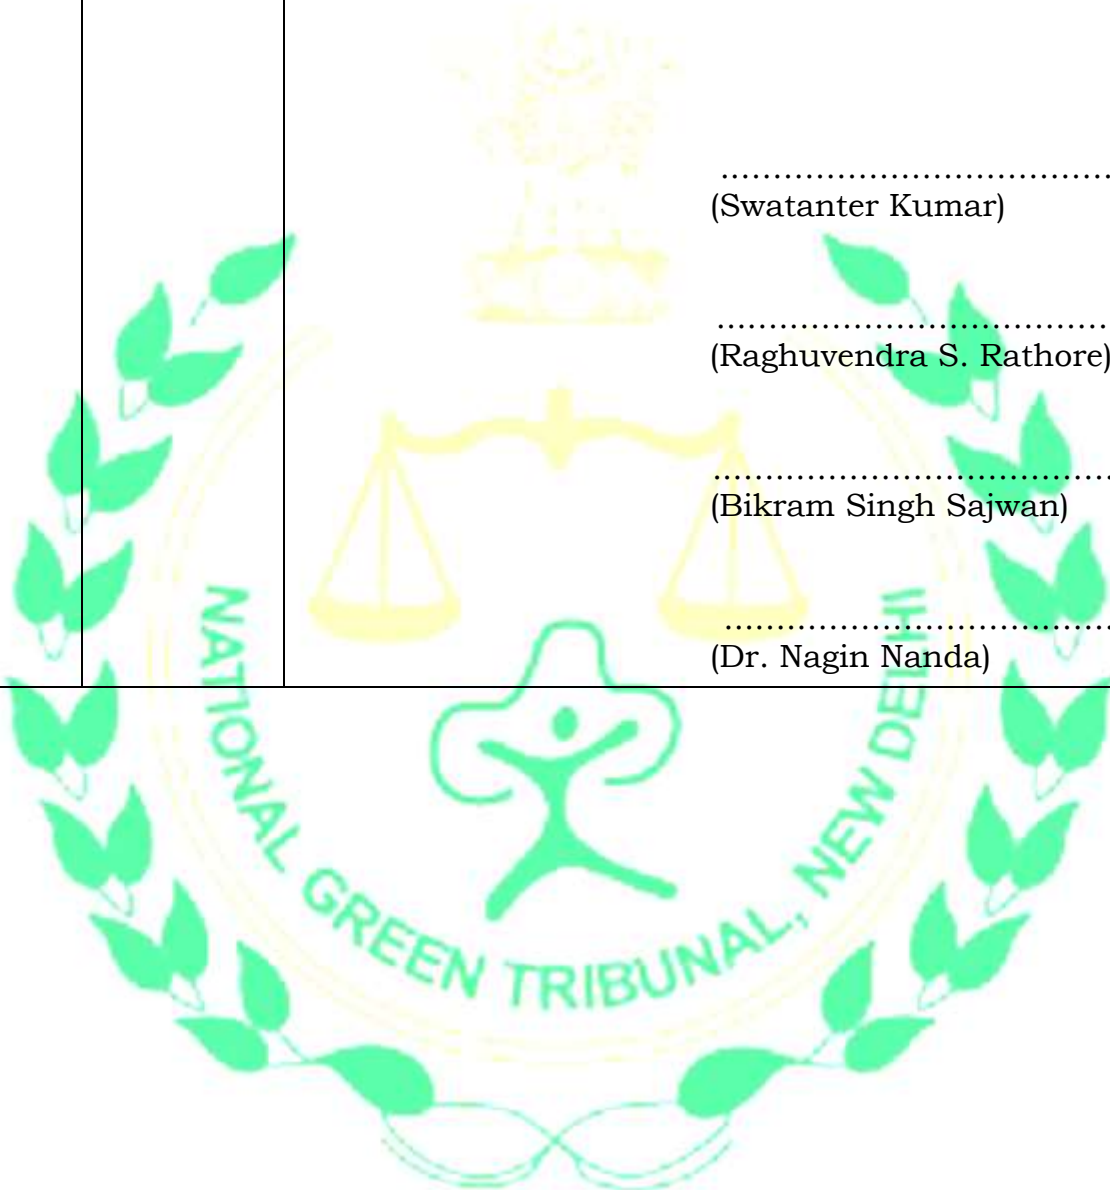 ....................................
(Swatanter Kumar)
....................................
(Raghuvendra S. Rathore)
....................................
(Bikram Singh Sajwan)
....................................
(Dr. Nagin Nanda)
NATIONAL GREEN TRIBUNAL, NEW DELHI